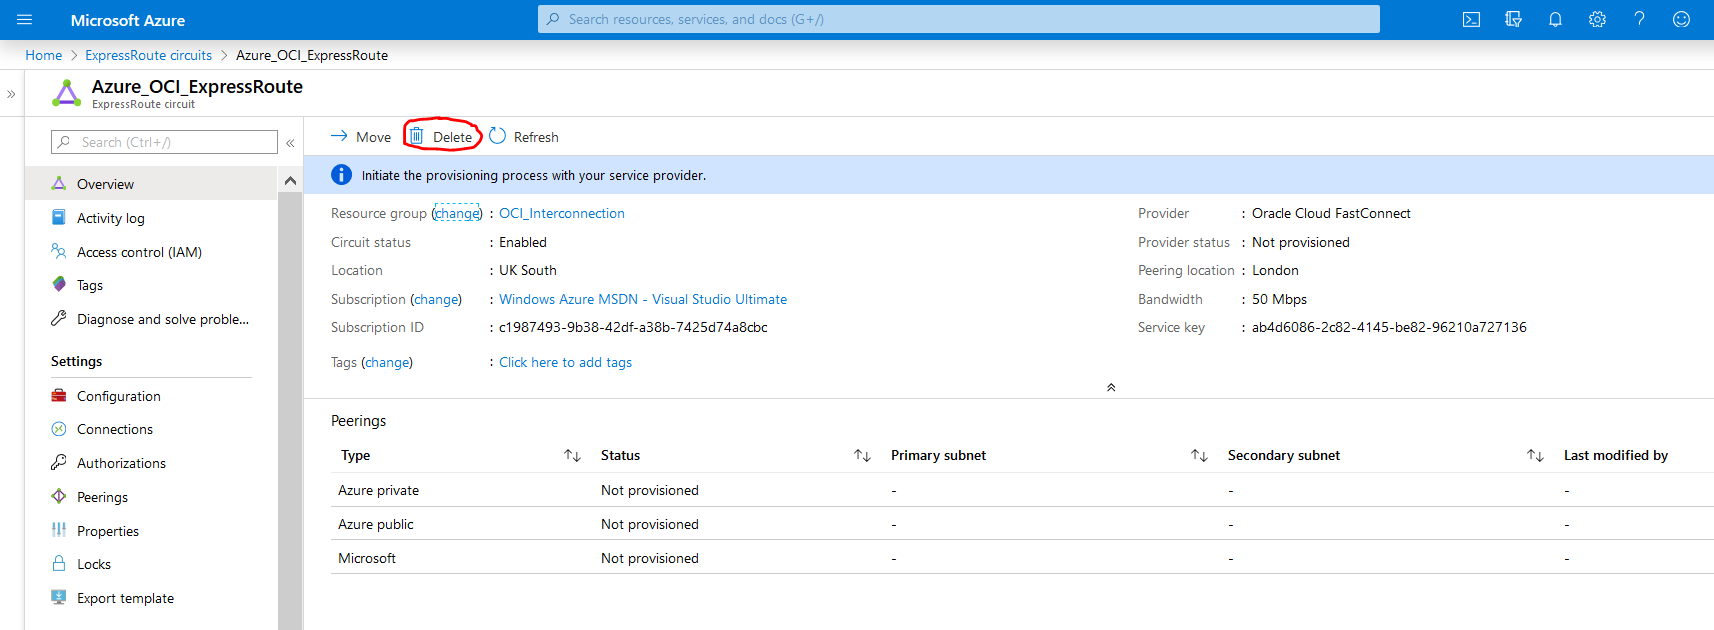 Microsoft Azure
Search resources, services, and docs (G+/)
Home > ExpressRoute circuits > Azure_OCI_ExpressRoute
Azure_OCI_ExpressRoute
ExpressRoute circuit
Search (Ctrl+/)
Overview
Activity log
Access control (IAM)
Tags
Diagnose and solve proble...
Settings
Configuration
Connections
Authorizations
Peerings
Properties
Locks
Export template
Move Delete Refresh
Initiate the provisioning process with your service provider.
Resource group (change) : OCI_Interconnection
Circuit status : Enabled
Location : UK South
Subscription (change) : Windows Azure MSDN - Visual Studio Ultimate
Subscription ID : c1987493-9b38-42df-a38b-7425d74a8cbc
Tags (change) : Click here to add tags
Provider : Oracle Cloud FastConnect
Provider status : Not provisioned
Peering location : London
Bandwidth : 50 Mbps
Service key : ab4d6086-2c82-4145-be82-96210a727136
Peerings
Type Status Primary subnet Secondary subnet Last modified by
Azure private Not provisioned - - -
Azure public Not provisioned - - -
Microsoft Not provisioned - - -